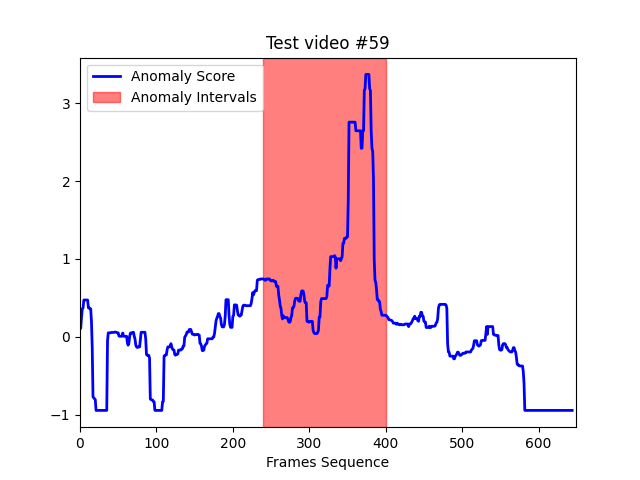 Test video #59
Anomaly Score
Anomaly Intervals
3
2
1
0
−1
0 100 200 300 400 500 600
Frames Sequence